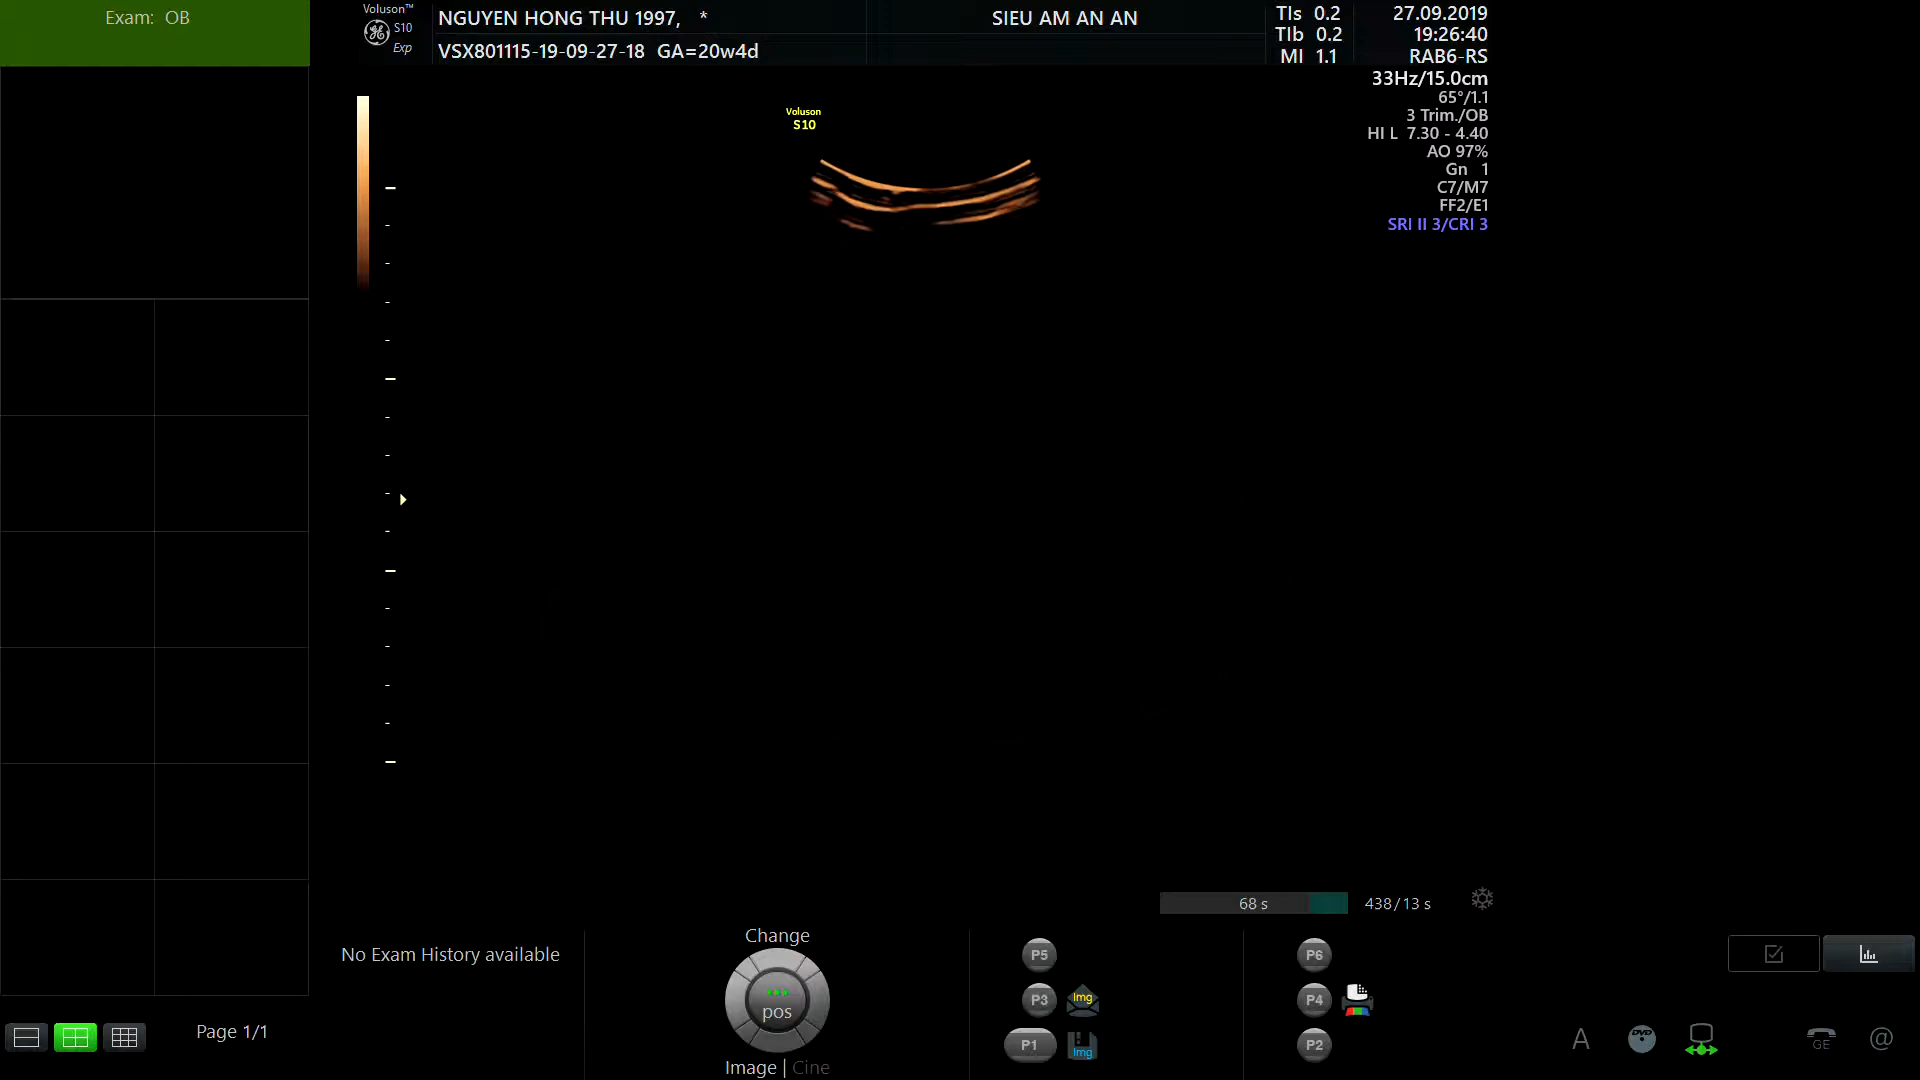 Exam: OB
Voluson™
S10
Exp
NGUYEN HONG THU 1997, *
VSX801115-19-09-27-18 GA=20w4d
SIEU AM AN AN
TIs 0.2
TIb 0.2
MI 1.1
27.09.2019
19:26:40
RAB6-RS
33Hz/15.0cm
65°/1.1
3 Trim./OB
HI L 7.30 - 4.40
AO 97%
Gn 1
C7/M7
FF2/E1
SRI II 3/CRI 3
Voluson
S10
68 s
438/13 s
No Exam History available
Change
pos
Image | Cine
P5
P3 Img
P1 Img
P6
P4
P2
Page 1/1
A
DVD
GE
@